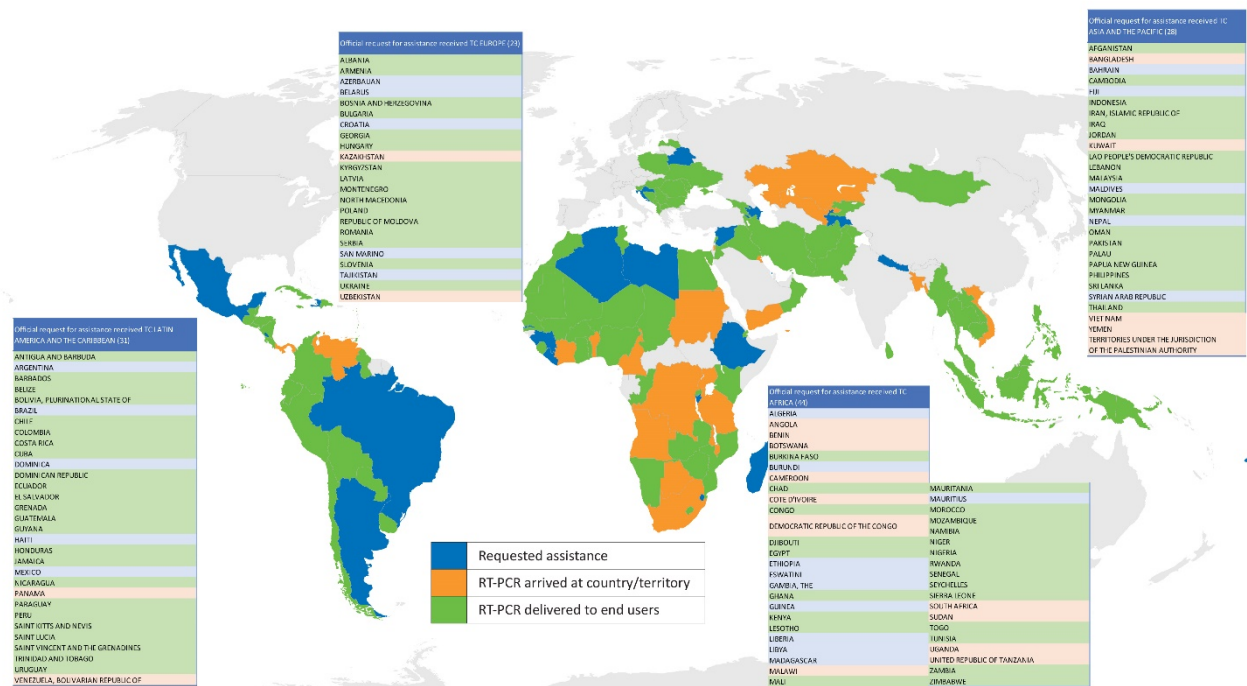 Official request for assistance received TC EUROPE (23)
ALBANIA
ARMENIA
AZERBAIJAN
BELARUS
BOSNIA AND HERZEGOVINA
BULGARIA
CROATIA
GEORGIA
HUNGARY
KAZAKHSTAN
KYRGYZSTAN
LATVIA
MONTENEGRO
NORTH MACEDONIA
POLAND
REPUBLIC OF MOLDOVA
ROMANIA
SERBIA
SAN MARINO
SLOVENIA
TAJIKISTAN
UKRAINE
UZBEKISTAN
Official request for assistance received TC
ASIA AND THE PACIFIC (28)
AFGANISTAN
BANGLADESH
BAHRAIN
CAMBODIA
FIJI
INDONESIA
IRAN, ISLAMIC REPUBLIC OF
IRAQ
JORDAN
KUWAIT
LAO PEOPLE'S DEMOCRATIC REPUBLIC
LEBANON
MALAYSIA
MALDIVES
MONGOLIA
MYANMAR
NEPAL
OMAN
PAKISTAN
PALAU
PAPUA NEW GUINEA
PHILIPPINES
SRI LANKA
SYRIAN ARAB REPUBLIC
THAILAND
VIET NAM
YEMEN
TERRITORIES UNDER THE JURISDICTION
OF THE PALESTINIAN AUTHORITY
Official request for assistance received TC LATIN
AMERICA AND THE CARIBBEAN (31)
ANTIGUA AND BARBUDA
ARGENTINA
BARBADOS
BELIZE
BOLIVIA, PLURINATIONAL STATE OF
BRAZIL
CHILE
COLOMBIA
COSTA RICA
CUBA
DOMINICA
DOMINICAN REPUBLIC
ECUADOR
EL SALVADOR
GRENADA
GUATEMALA
GUYANA
HAITI
HONDURAS
JAMAICA
MEXICO
NICARAGUA
PANAMA
PARAGUAY
PERU
SAINT KITTS AND NEVIS
SAINT LUCIA
SAINT VINCENT AND THE GRENADINES
TRINIDAD AND TOBAGO
URUGUAY
VENEZUELA, BOLIVARIAN REPUBLIC OF
Requested assistance
RT-PCR arrived at country/territory
RT-PCR delivered to end users
Official request for assistance received TC
AFRICA (44)
ALGERIA
ANGOLA
BENIN
BOTSWANA
BURKINA FASO
BURUNDI
CAMEROON
CHAD
COTE D'IVOIRE
CONGO
DEMOCRATIC REPUBLIC OF THE CONGO
DJIBOUTI
EGYPT
ETHIOPIA
ESWATINI
GAMBIA, THE
GHANA
GUINEA
KENYA
LESOTHO
LIBERIA
LIBYA
MADAGASCAR
MALAWI
MALI
MAURITANIA
MAURITIUS
MOROCCO
MOZAMBIQUE
NAMIBIA
NIGER
NIGERIA
RWANDA
SENEGAL
SEYCHELLES
SIERRA LEONE
SOUTH AFRICA
SUDAN
TOGO
TUNISIA
UGANDA
UNITED REPUBLIC OF TANZANIA
ZAMBIA
ZIMBABWE